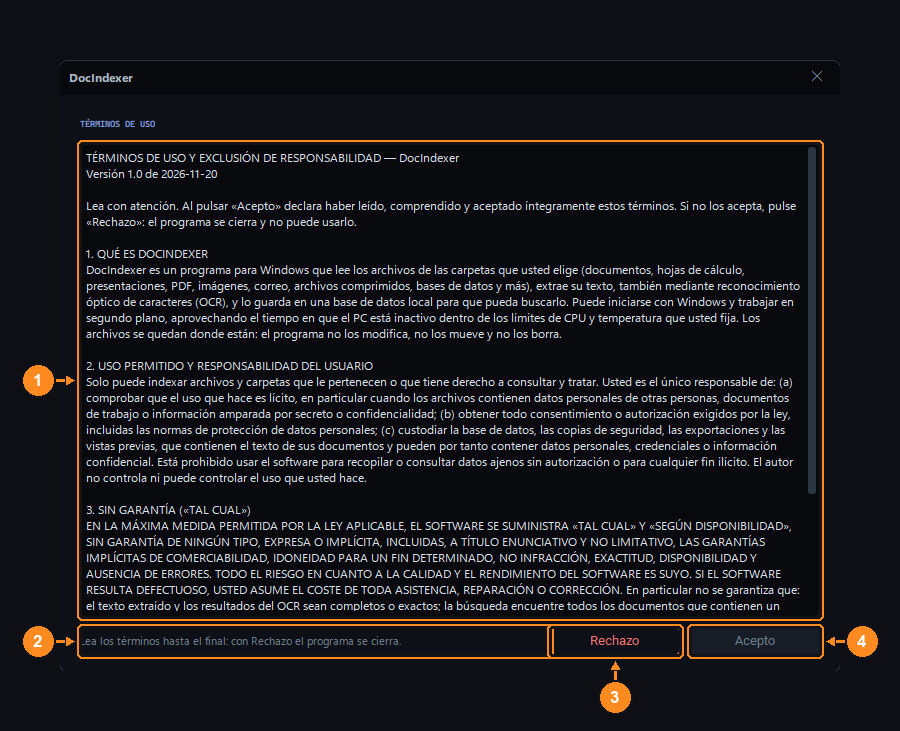 DocIndexer
TÉRMINOS DE USO
TÉRMINOS DE USO Y EXCLUSIÓN DE RESPONSABILIDAD — DocIndexer
Versión 1.0 de 2026-11-20
Lea con atención. Al pulsar «Acepto» declara haber leído, comprendido y aceptado íntegramente estos términos. Si no los acepta, pulse
«Rechazo»: el programa se cierra y no puede usarlo.
1. QUÉ ES DOCINDEXER
DocIndexer es un programa para Windows que lee los archivos de las carpetas que usted elige (documentos, hojas de cálculo,
presentaciones, PDF, imágenes, correo, archivos comprimidos, bases de datos y más), extrae su texto, también mediante reconocimiento
óptico de caracteres (OCR), y lo guarda en una base de datos local para que pueda buscarlo. Puede iniciarse con Windows y trabajar en
segundo plano, aprovechando el tiempo en que el PC está inactivo dentro de los límites de CPU y temperatura que usted fija. Los
archivos se quedan donde están: el programa no los modifica, no los mueve y no los borra.
2. USO PERMITIDO Y RESPONSABILIDAD DEL USUARIO
Solo puede indexar archivos y carpetas que le pertenecen o que tiene derecho a consultar y tratar. Usted es el único responsable de: (a)
comprobar que el uso que hace es lícito, en particular cuando los archivos contienen datos personales de otras personas, documentos
de trabajo o información amparada por secreto o confidencialidad; (b) obtener todo consentimiento o autorización exigidos por la ley,
incluidas las normas de protección de datos personales; (c) custodiar la base de datos, las copias de seguridad, las exportaciones y las
vistas previas, que contienen el texto de sus documentos y pueden por tanto contener datos personales, credenciales o información
confidencial. Está prohibido usar el software para recopilar o consultar datos ajenos sin autorización o para cualquier fin ilícito. El autor
no controla ni puede controlar el uso que usted hace.
3. SIN GARANTÍA («TAL CUAL»)
EN LA MÁXIMA MEDIDA PERMITIDA POR LA LEY APLICABLE, EL SOFTWARE SE SUMINISTRA «TAL CUAL» Y «SEGÚN DISPONIBILIDAD»,
SIN GARANTÍA DE NINGÚN TIPO, EXPRESA O IMPLÍCITA, INCLUIDAS, A TÍTULO ENUNCIATIVO Y NO LIMITATIVO, LAS GARANTÍAS
IMPLÍCITAS DE COMERCIABILIDAD, IDONEIDAD PARA UN FIN DETERMINADO, NO INFRACCIÓN, EXACTITUD, DISPONIBILIDAD Y
AUSENCIA DE ERRORES. TODO EL RIESGO EN CUANTO A LA CALIDAD Y EL RENDIMIENTO DEL SOFTWARE ES SUYO. SI EL SOFTWARE
RESULTA DEFECTUOSO, USTED ASUME EL COSTE DE TODA ASISTENCIA, REPARACIÓN O CORRECCIÓN. En particular no se garantiza que:
el texto extraído y los resultados del OCR sean completos o exactos; la búsqueda encuentre todos los documentos que contienen un
1
2
Lea los términos hasta el final: con Rechazo el programa se cierra.
Rechazo
Acepto
4
3